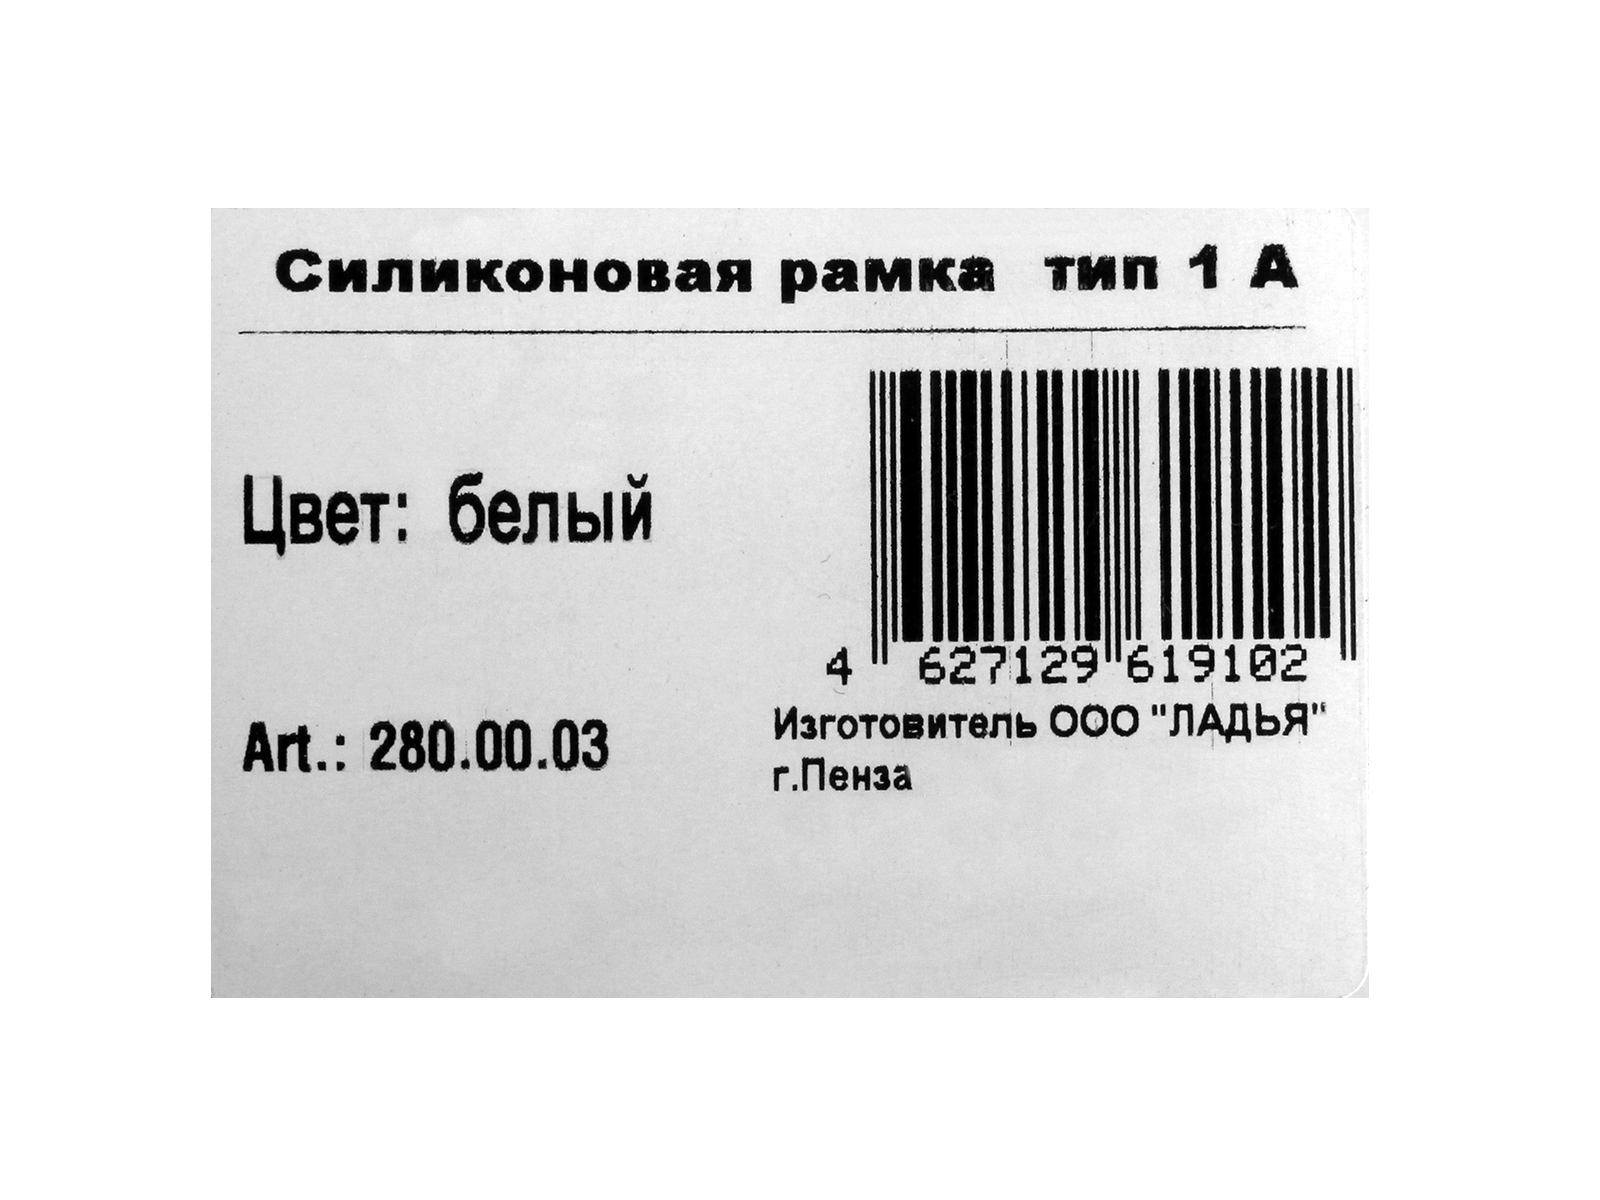 Силиконовая рамка тип 1 А
Цвет: белый
4 627129 619102
Изготовитель ООО "ЛАДЬЯ"
г.Пенза
Art.: 280.00.03